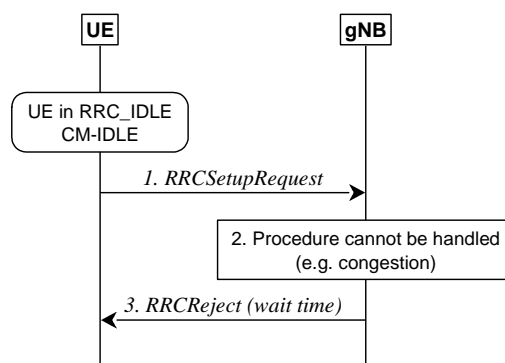 UE
gNB
UE in RRC_IDLE
CM-IDLE
1. RRCSetupRequest
2. Procedure cannot be handled
(e.g. congestion)
3. RRCReject (wait time)